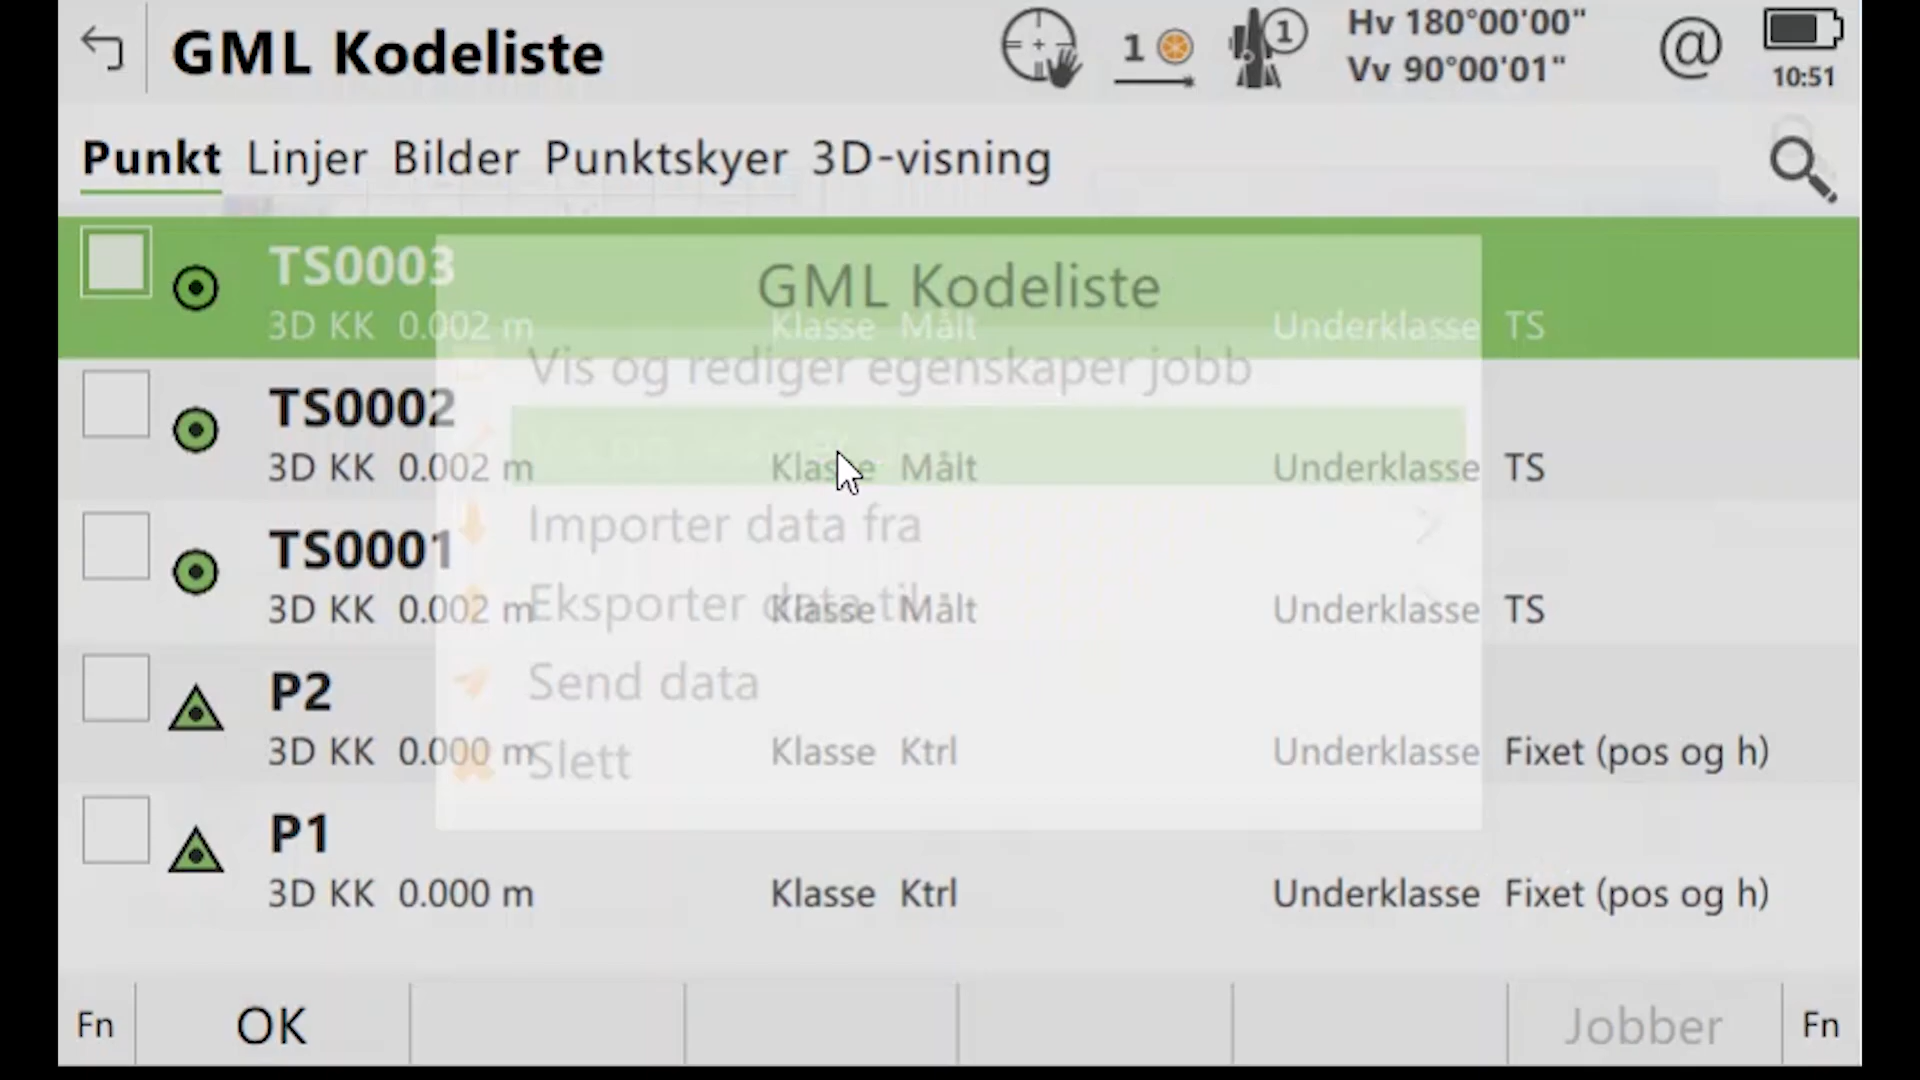 GML Kodeliste
1
1
Hv 180°00'00"
Vv 90°00'01"
@
10:51
Punkt Linjer Bilder Punktskyer 3D-visning
TS0003
3D KK 0.002 m Klasse Målt Underklasse TS
TS0002
3D KK 0.002 m Klasse Målt Underklasse TS
TS0001
3D KK 0.002 m Klasse Målt Underklasse TS
P2
3D KK 0.000 m Klasse Ktrl Underklasse Fixet (pos og h)
P1
3D KK 0.000 m Klasse Ktrl Underklasse Fixet (pos og h)
GML Kodeliste
Vis og rediger egenskaper jobb
Importer data fra
Eksporter data til
Send data
Slett
Fn OK Jobber Fn